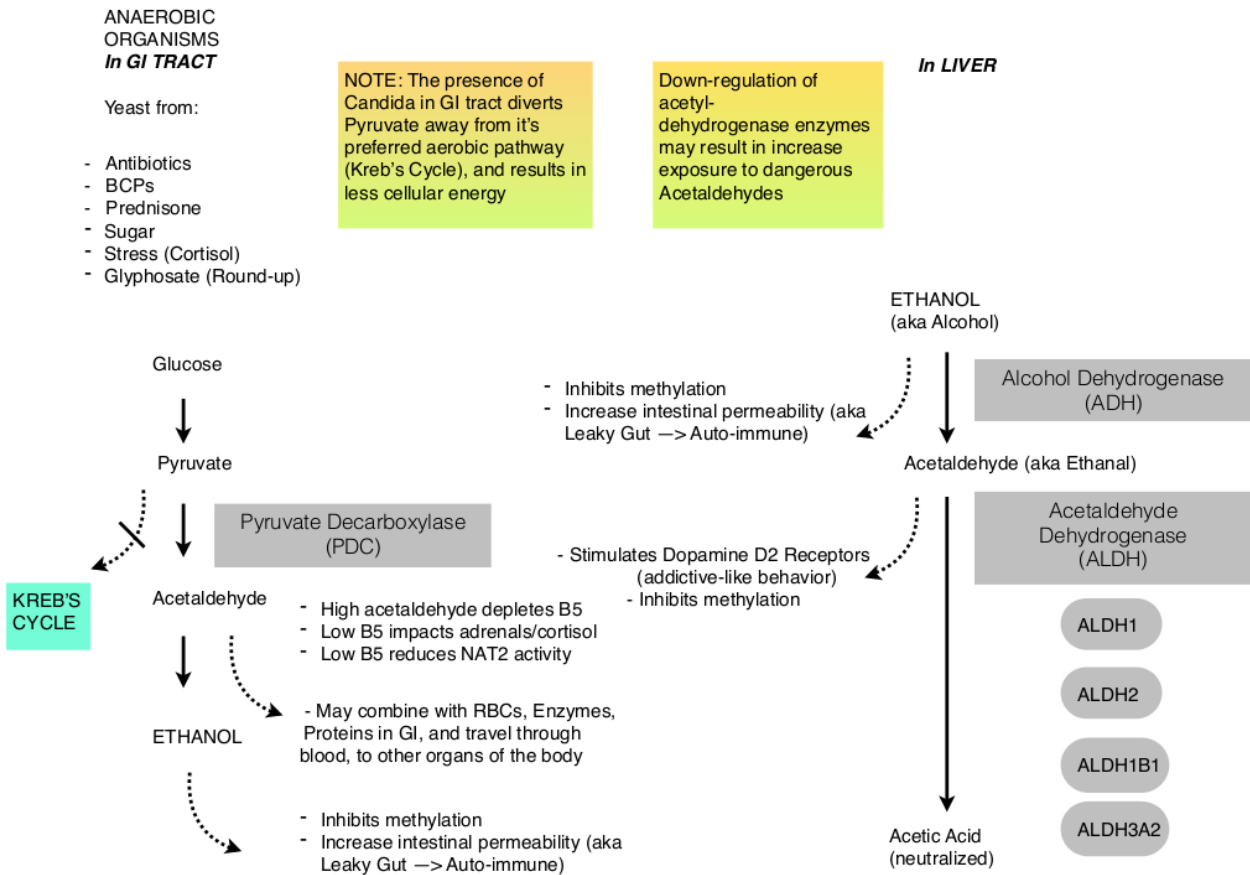 ANAEROBIC
ORGANISMS
In GI TRACT
Yeast from:
- Antibiotics
- BCPs
- Prednisone
- Sugar
- Stress (Cortisol)
- Glyphosate (Round-up)
NOTE: The presence of
Candida in GI tract diverts
Pyruvate away from it's
preferred aerobic pathway
(Kreb's Cycle), and results in
less cellular energy
Down-regulation of
acetyl-
dehydrogenase enzymes
may result in increase
exposure to dangerous
Acetaldehydes
In LIVER
Glucose
Pyruvate
Pyruvate Decarboxylase
(PDC)
KREB'S
CYCLE
Acetaldehyde
- High acetaldehyde depletes B5
- Low B5 impacts adrenals/cortisol
- Low B5 reduces NAT2 activity
- May combine with RBCs, Enzymes,
Proteins in GI, and travel through
blood, to other organs of the body
ETHANOL
- Inhibits methylation
- Increase intestinal permeability (aka
Leaky Gut —> Auto-immune)
ETHANOL
(aka Alcohol)
Alcohol Dehydrogenase
(ADH)
- Inhibits methylation
- Increase intestinal permeability (aka
Leaky Gut —> Auto-immune)
Acetaldehyde (aka Ethanal)
Acetaldehyde
Dehydrogenase
(ALDH)
- Stimulates Dopamine D2 Receptors
(addictive-like behavior)
- Inhibits methylation
ALDH1
ALDH2
ALDH1B1
ALDH3A2
Acetic Acid
(neutralized)